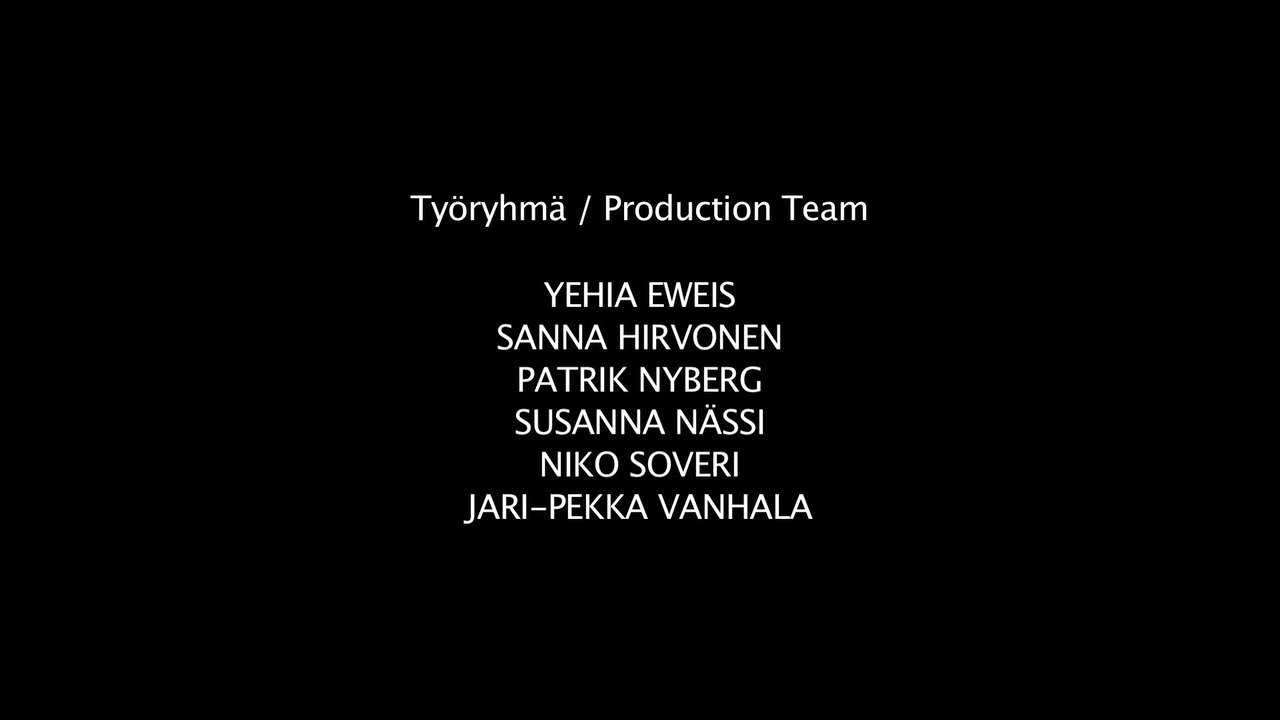 Työryhmä / Production Team
YEHIA EWEIS
SANNA HIRVONEN
PATRIK NYBERG
SUSANNA NÄSSI
NIKO SOVERI
JARI-PEKKA VANHALA